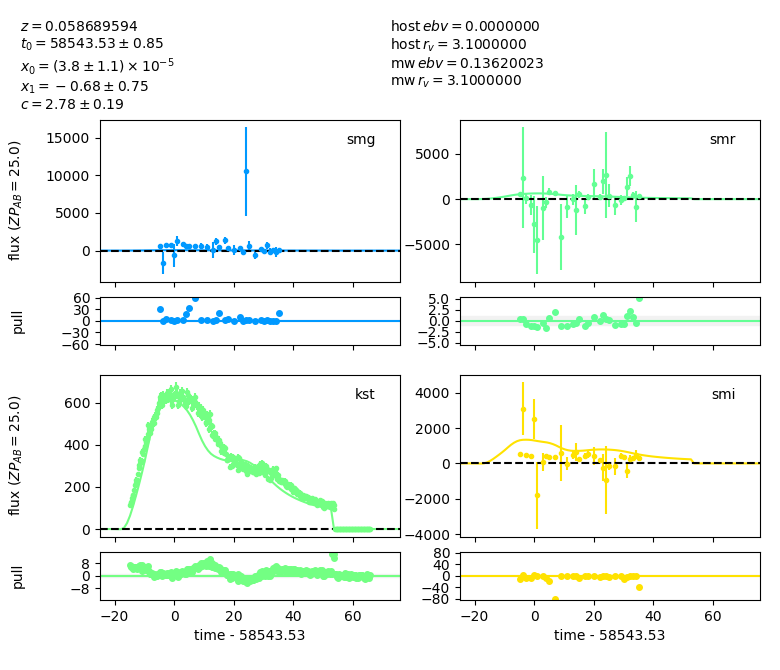 z = 0.058689594
t₀ = 58543.53 ± 0.85
x₀ = (3.8 ± 1.1) × 10⁻⁵
x₁ = −0.68 ± 0.75
c = 2.78 ± 0.19
host ebv = 0.0000000
host r_v = 3.1000000
mw ebv = 0.13620023
mw r_v = 3.1000000
flux (ZP_AB = 25.0)
15000
10000
5000
0
smg
5000
0
−5000
smr
pull
60
30
0
−30
−60
5.0
2.5
0.0
−2.5
−5.0
flux (ZP_AB = 25.0)
600
400
200
0
kst
4000
2000
0
−2000
−4000
smi
pull
8
0
−8
80
40
0
−40
−80
−20 0 20 40 60
−20 0 20 40 60
time - 58543.53
time - 58543.53